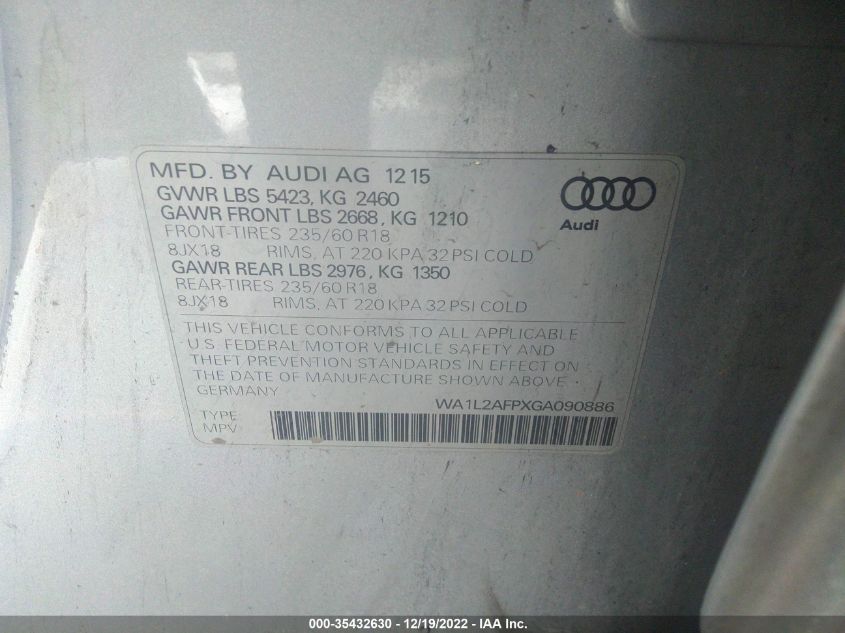 MFD. BY AUDI AG 1215
GVWR LBS 5423, KG 2460
GAWR FRONT LBS 2668, KG 1210
FRONT-TIRES 235/60 R18
8JX18 RIMS, AT 220 KPA 32 PSI COLD
GAWR REAR LBS 2976, KG 1350
REAR-TIRES 235/60 R18
8JX18 RIMS, AT 220 KPA 32 PSI COLD
Audi
THIS VEHICLE CONFORMS TO ALL APPLICABLE
U.S. FEDERAL MOTOR VEHICLE SAFETY AND
THEFT PREVENTION STANDARDS IN EFFECT ON
THE DATE OF MANUFACTURE SHOWN ABOVE
GERMANY
WA1L2AFPXGA090886
TYPE
MPV
000-35432630 - 12/19/2022 - IAA Inc.